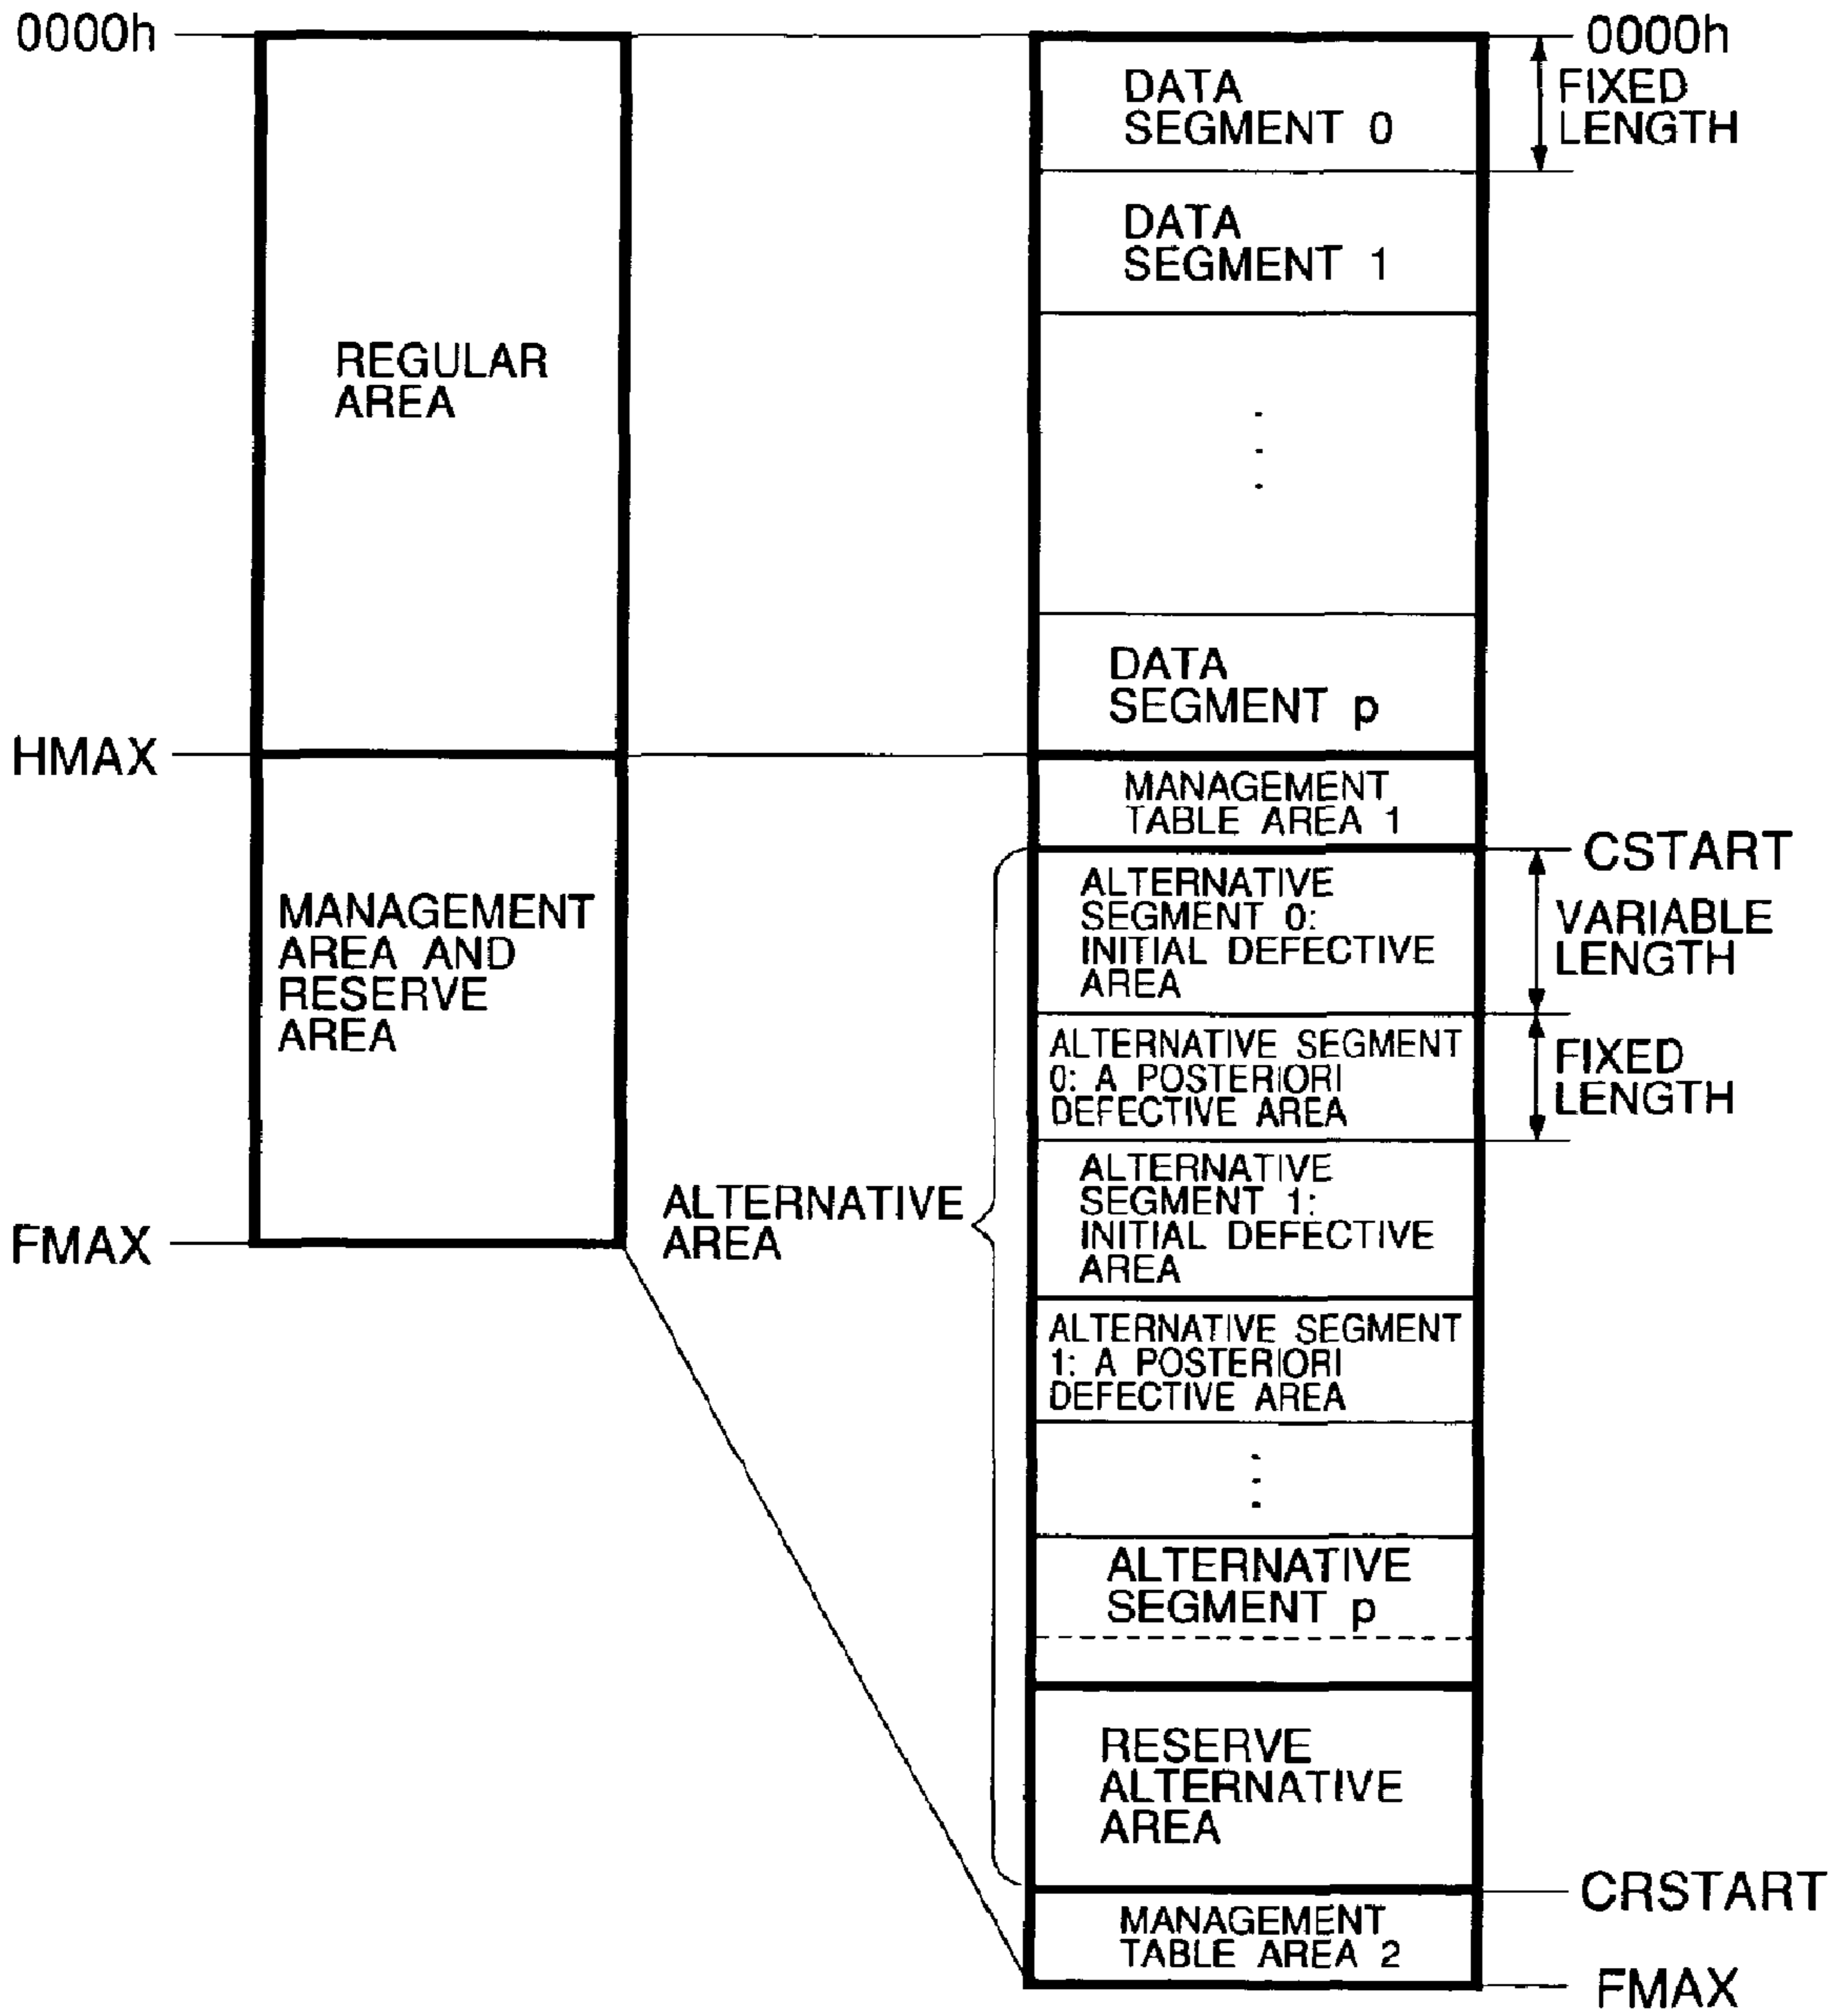 0000h
REGULAR
AREA
HMAX
MANAGEMENT
AREA AND
RESERVE
AREA
FMAX
0000h
DATA
SEGMENT 0
FIXED
LENGTH
DATA
SEGMENT 1
DATA
SEGMENT p
MANAGEMENT
TABLE AREA 1
CSTART
ALTERNATIVE
SEGMENT 0:
INITIAL DEFECTIVE
AREA
VARIABLE
LENGTH
ALTERNATIVE SEGMENT
0: A POSTERIORI
DEFECTIVE AREA
FIXED
LENGTH
ALTERNATIVE
AREA
ALTERNATIVE
SEGMENT 1:
INITIAL DEFECTIVE
AREA
ALTERNATIVE SEGMENT
1: A POSTERIORI
DEFECTIVE AREA
ALTERNATIVE
SEGMENT p
RESERVE
ALTERNATIVE
AREA
CRSTART
MANAGEMENT
TABLE AREA 2
FMAX